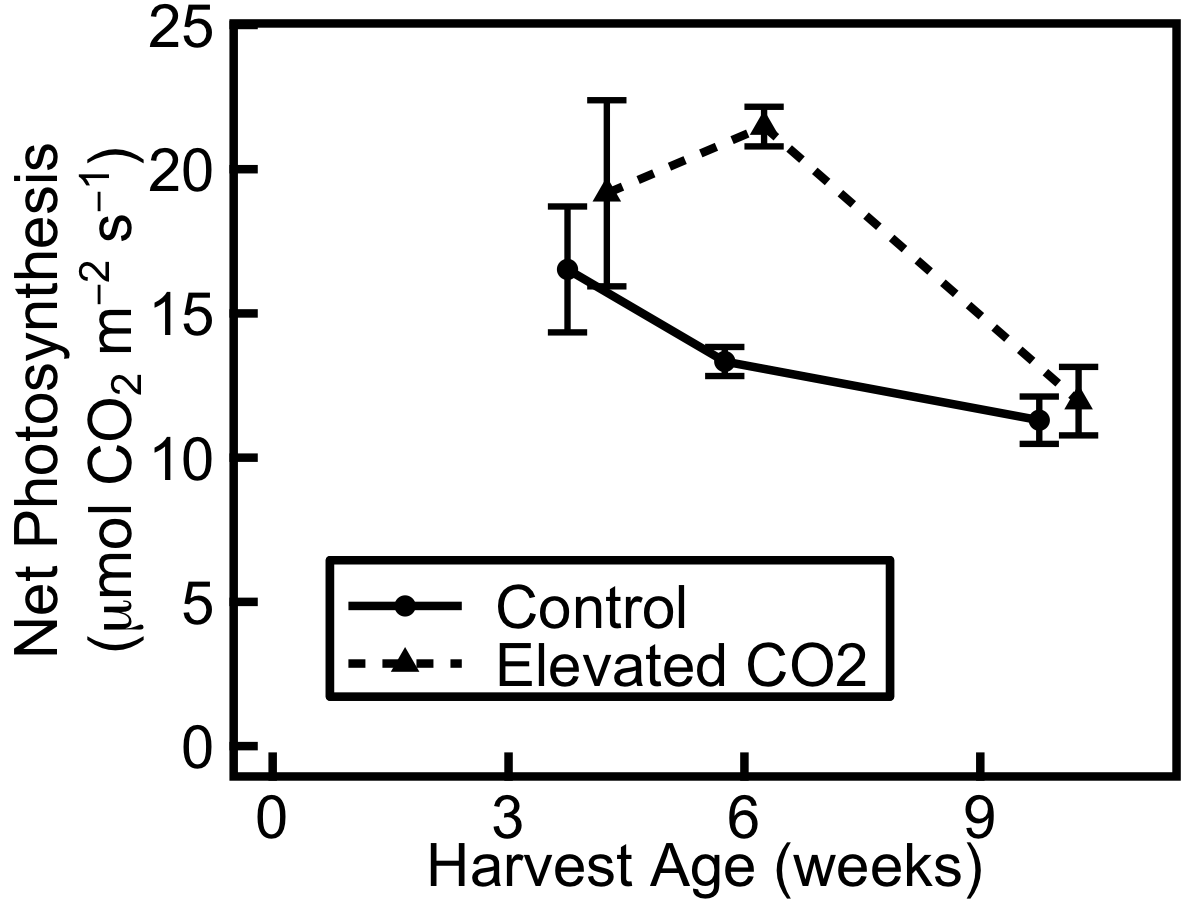 Net Photosynthesis
(μmol CO₂ m⁻² s⁻¹)
25
20
15
10
5
0
Control
Elevated CO2
0 3 6 9
Harvest Age (weeks)